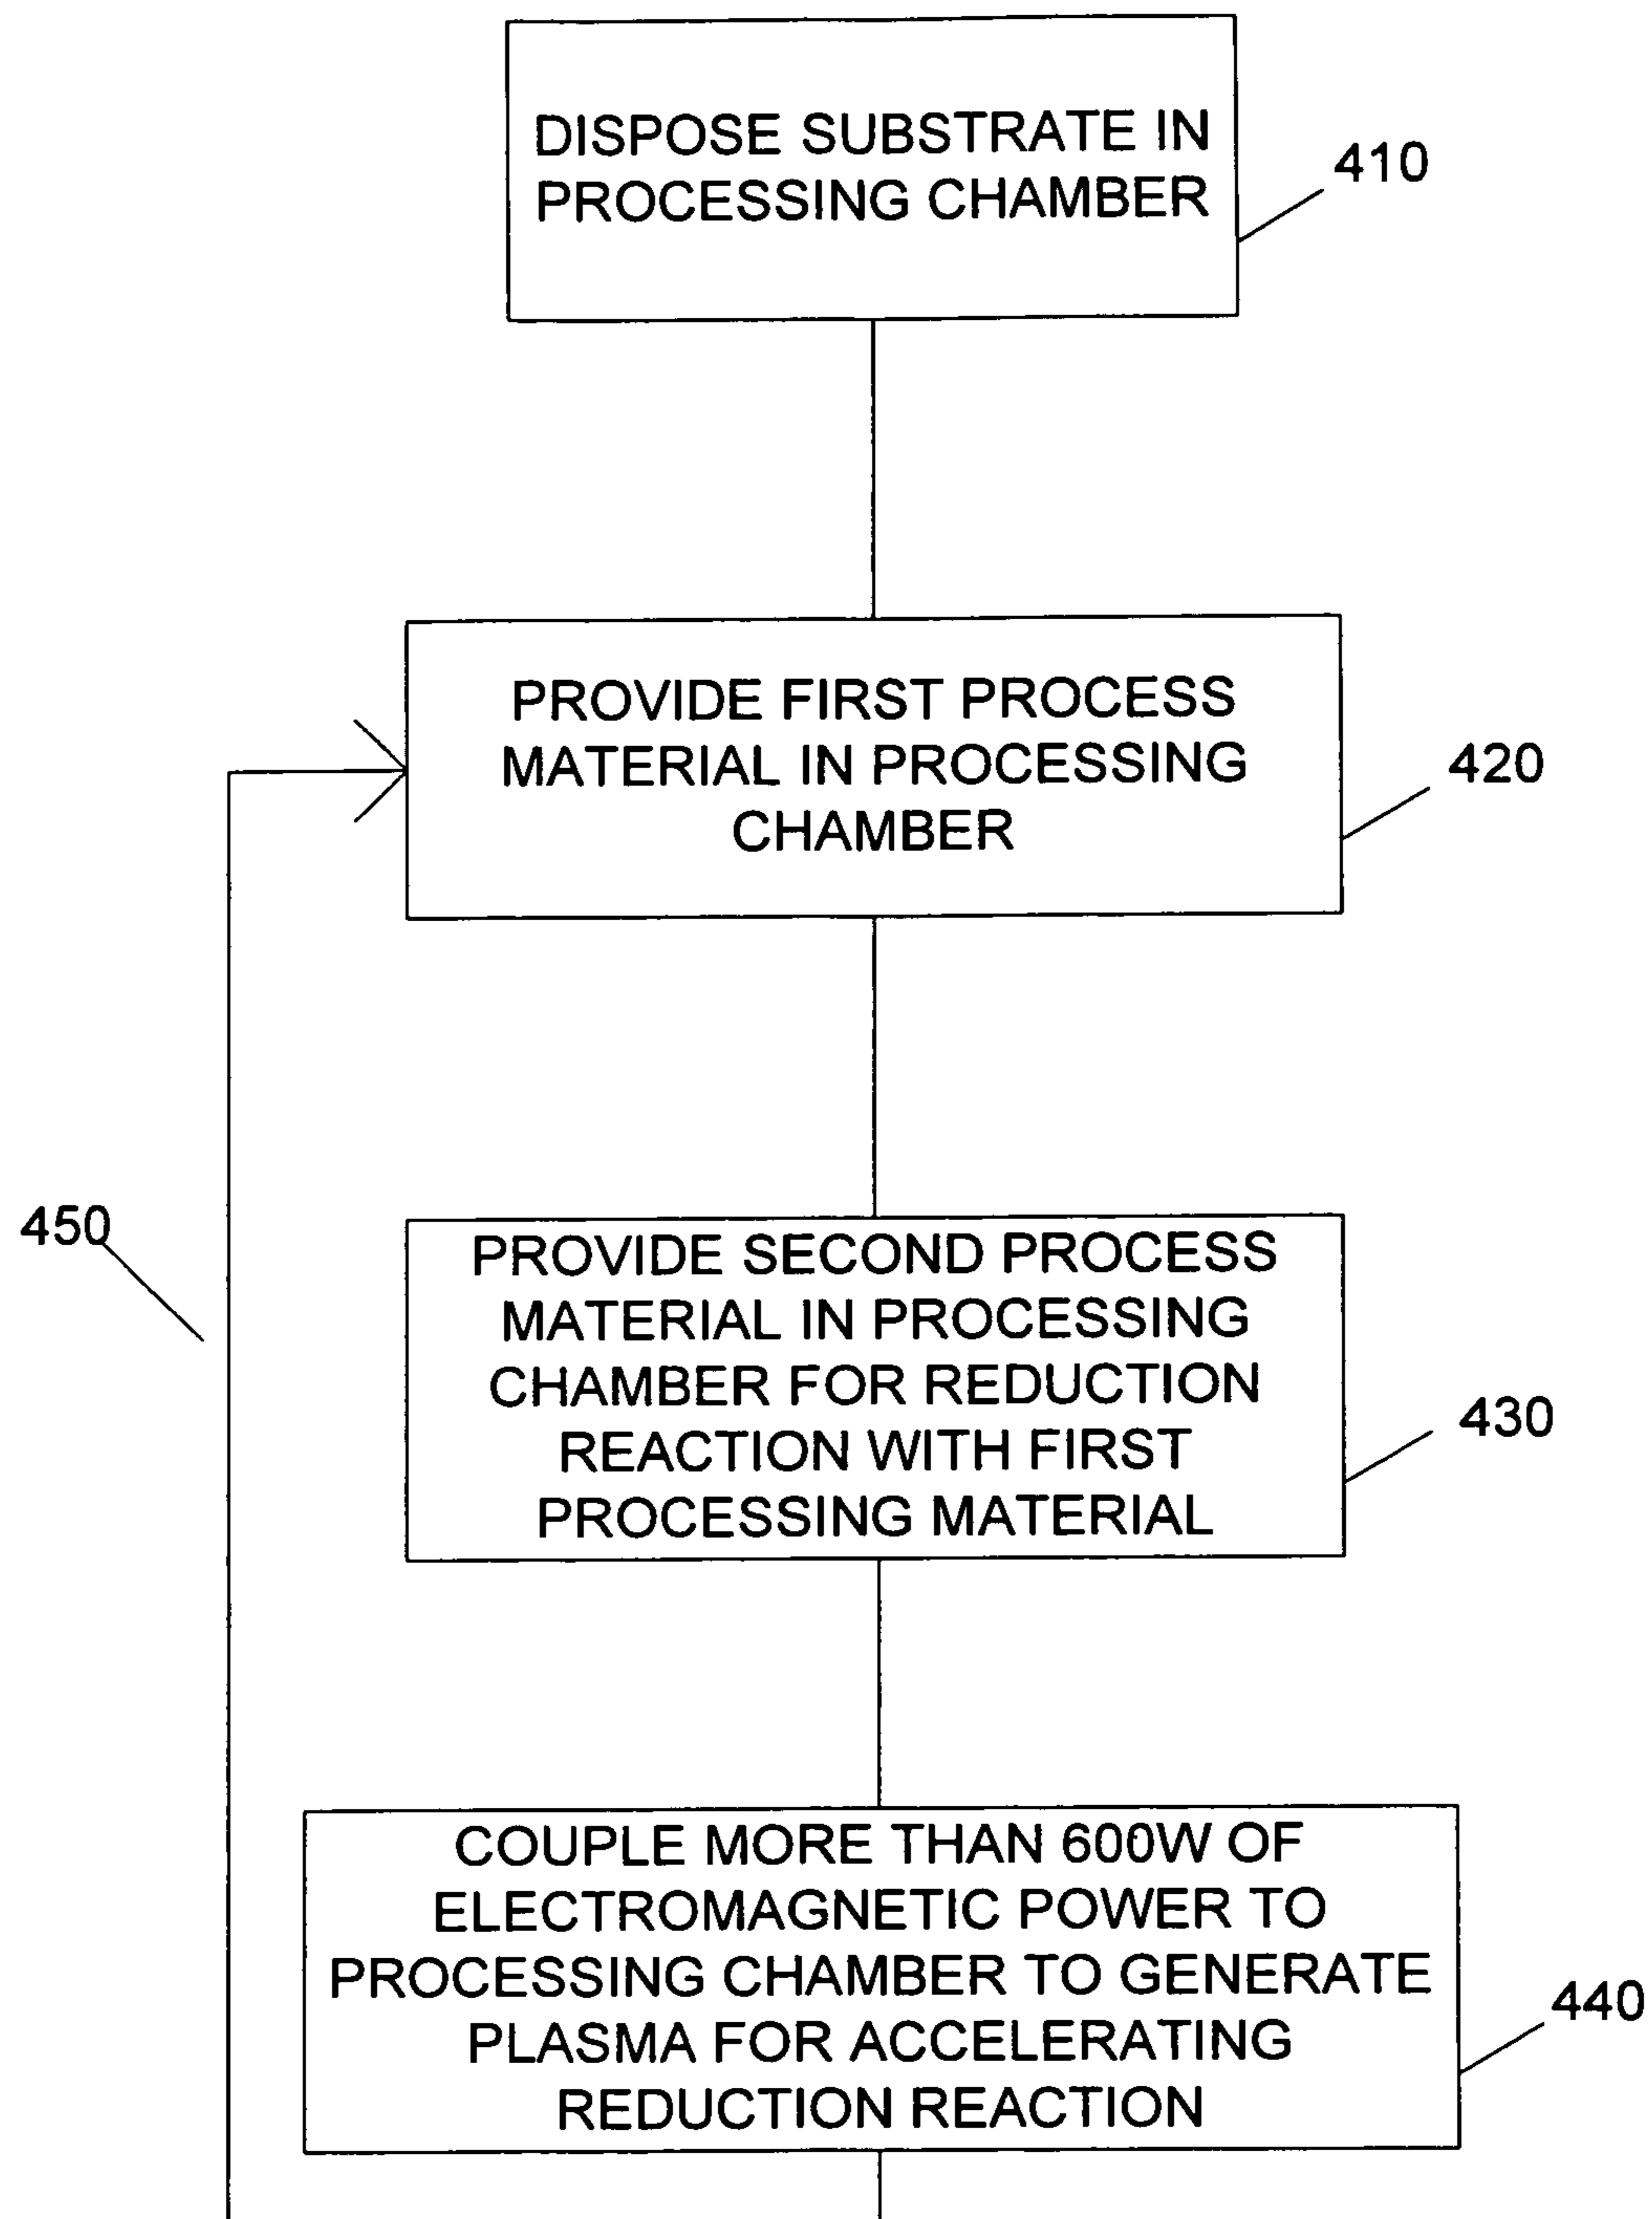 DISPOSE SUBSTRATE IN
PROCESSING CHAMBER
410
PROVIDE FIRST PROCESS
MATERIAL IN PROCESSING
CHAMBER
420
450
PROVIDE SECOND PROCESS
MATERIAL IN PROCESSING
CHAMBER FOR REDUCTION
REACTION WITH FIRST
PROCESSING MATERIAL
430
COUPLE MORE THAN 600W OF
ELECTROMAGNETIC POWER TO
PROCESSING CHAMBER TO GENERATE
PLASMA FOR ACCELERATING
REDUCTION REACTION
440